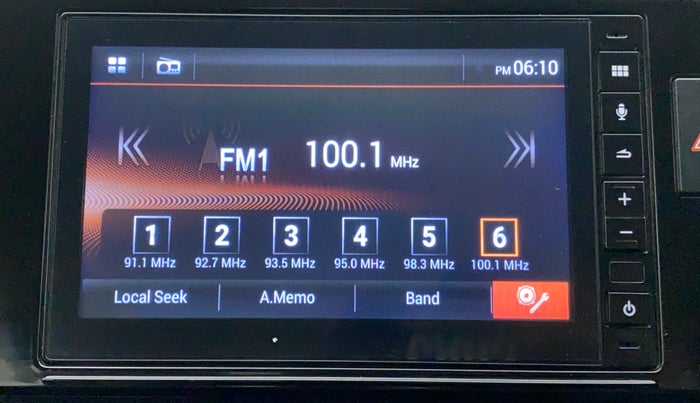 PM 06:10
FM1 100.1 MHz
1 2 3 4 5 6
91.1 MHz 92.7 MHz 93.5 MHz 95.0 MHz 98.3 MHz 100.1 MHz
Local Seek A.Memo Band